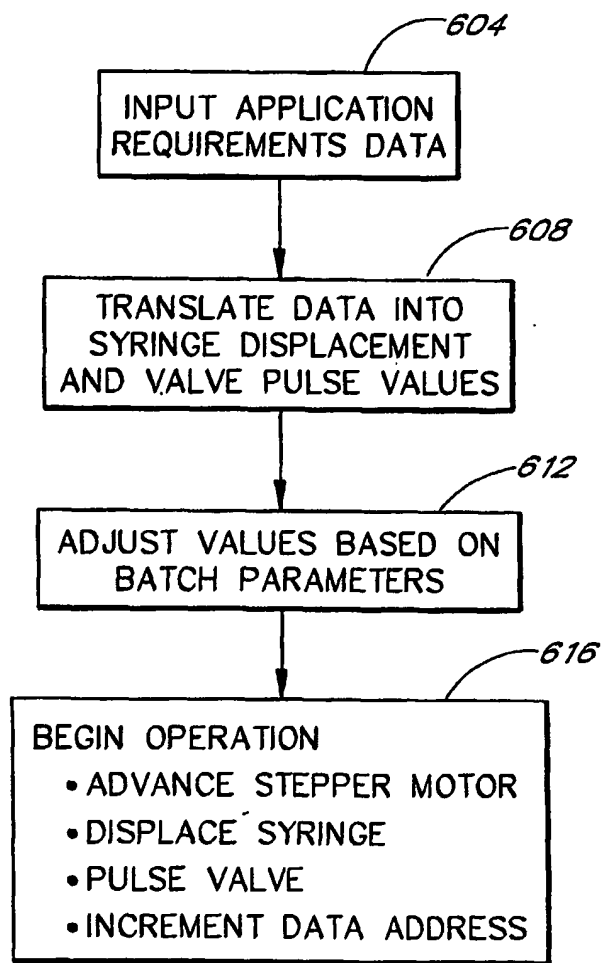 604
INPUT APPLICATION
REQUIREMENTS DATA
608
TRANSLATE DATA INTO
SYRINGE DISPLACEMENT
AND VALVE PULSE VALUES
612
ADJUST VALUES BASED ON
BATCH PARAMETERS
616
BEGIN OPERATION
• ADVANCE STEPPER MOTOR
• DISPLACE SYRINGE
• PULSE VALVE
• INCREMENT DATA ADDRESS